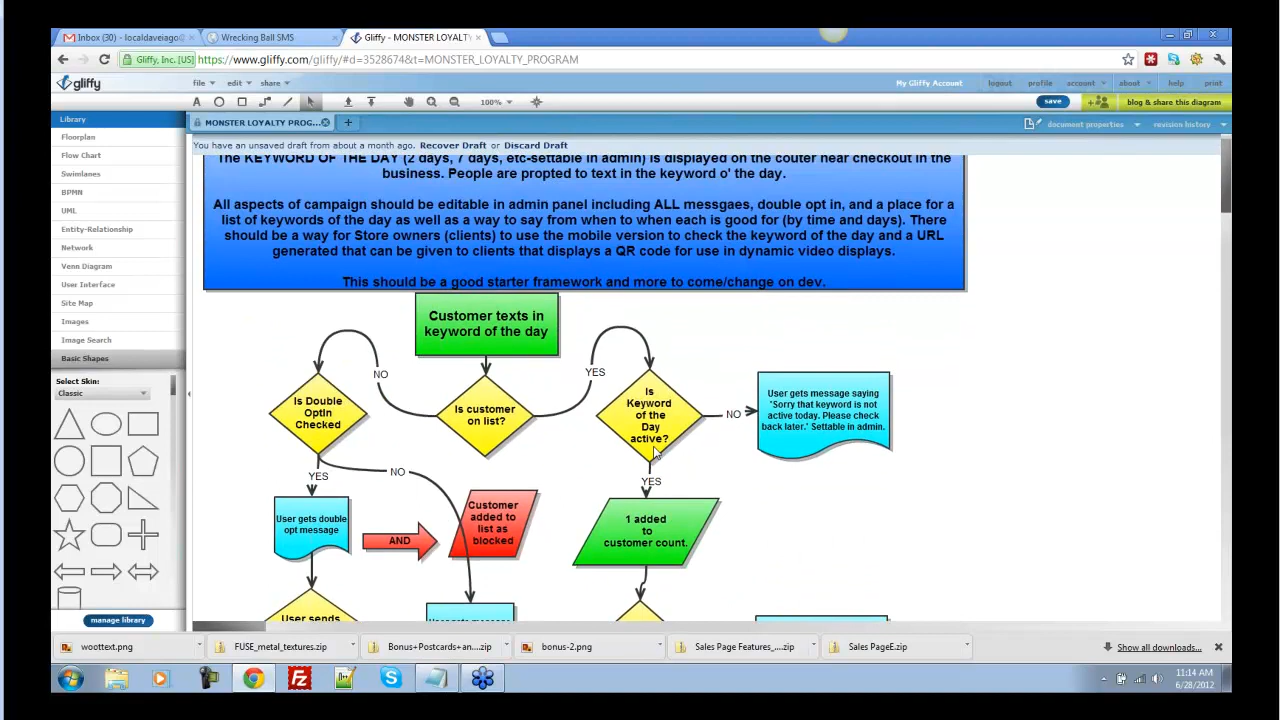 Inbox (30) - localdaveiago@
Wrecking Ball SMS
Gliffy - MONSTER LOYALTY
Gliffy, Inc. [US]
https://www.gliffy.com/gliffy/#d=3528674&t=MONSTER_LOYALTY_PROGRAM
gliffy
file
edit
share
My Gliffy Account
logout
profile
account
about
help
print
100%
save
blog & share this diagram
Library
MONSTER LOYALTY PROG...
document properties
revision history
You have an unsaved draft from about a month ago. Recover Draft or Discard Draft
Floorplan
Flow Chart
Swimlanes
BPMN
UML
Entity-Relationship
Network
Venn Diagram
User Interface
Site Map
Images
Image Search
Basic Shapes
Select Skin:
Classic
manage library
The KEYWORD OF THE DAY (2 days, 7 days, etc-settable in admin) is displayed on the couter near checkout in the
business. People are propted to text in the keyword o' the day.
All aspects of campaign should be editable in admin panel including ALL messgaes, double opt in, and a place for a
list of keywords of the day as well as a way to say from when to when each is good for (by time and days). There
should be a way for Store owners (clients) to use the mobile version to check the keyword of the day and a URL
generated that can be given to clients that displays a QR code for use in dynamic video displays.
This should be a good starter framework and more to come/change on dev.
Customer texts in
keyword of the day
NO
YES
Is Double
OptIn
Checked
Is customer
on list?
Is
Keyword
of the
Day
active?
NO
User gets message saying
"Sorry that keyword is not
active today. Please check
back later.' Settable in admin.
YES
NO
YES
User gets double
opt message
AND
Customer
added to
list as
blocked
1 added
to
customer count.
User sends
woottext.png
FUSE_metal_textures.zip
Bonus+Postcards+an....zip
bonus-2.png
Sales Page Features_....zip
Sales PageE.zip
Show all downloads...
11:14 AM
6/28/2012